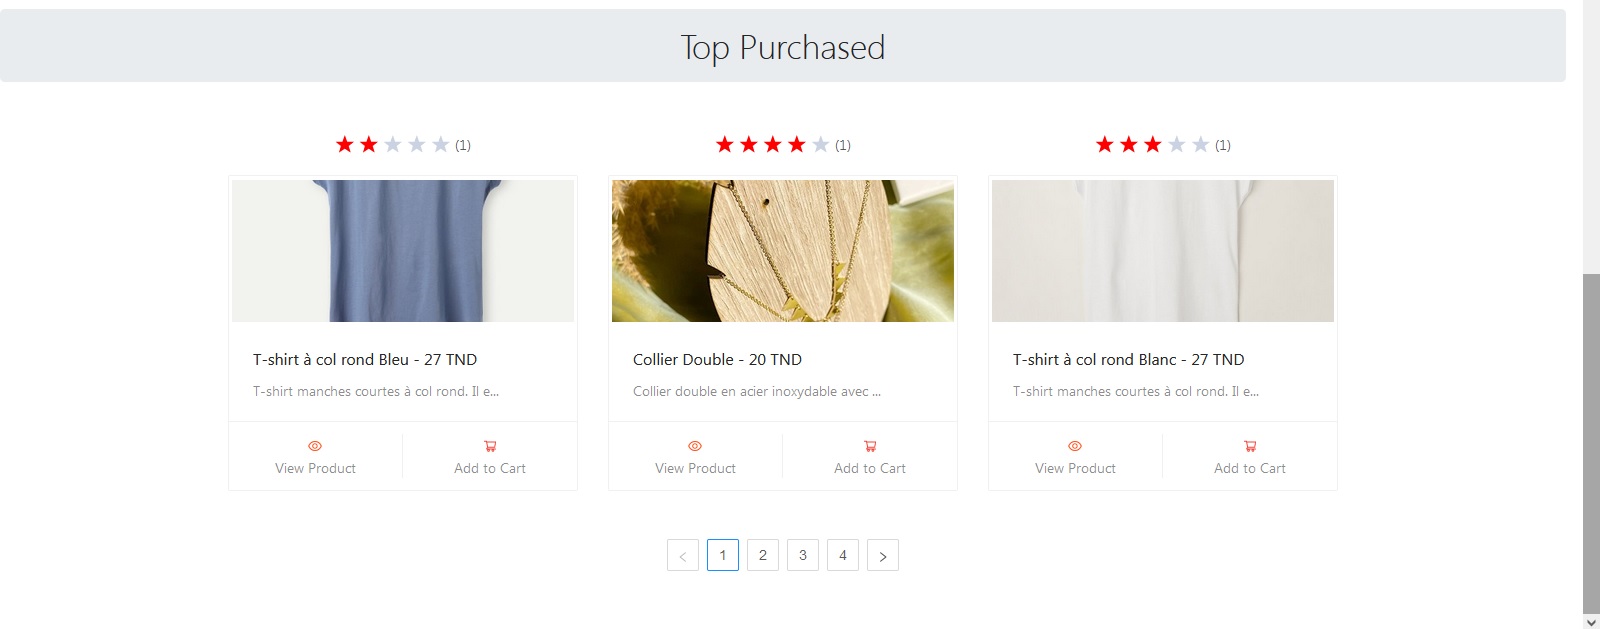 Top Purchased
(1)
(1)
(1)
T-shirt à col rond Bleu - 27 TND
T-shirt manches courtes à col rond. Il e...
View Product
Add to Cart
Collier Double - 20 TND
Collier double en acier inoxydable avec ...
View Product
Add to Cart
T-shirt à col rond Blanc - 27 TND
T-shirt manches courtes à col rond. Il e...
View Product
Add to Cart
< 1 2 3 4 >